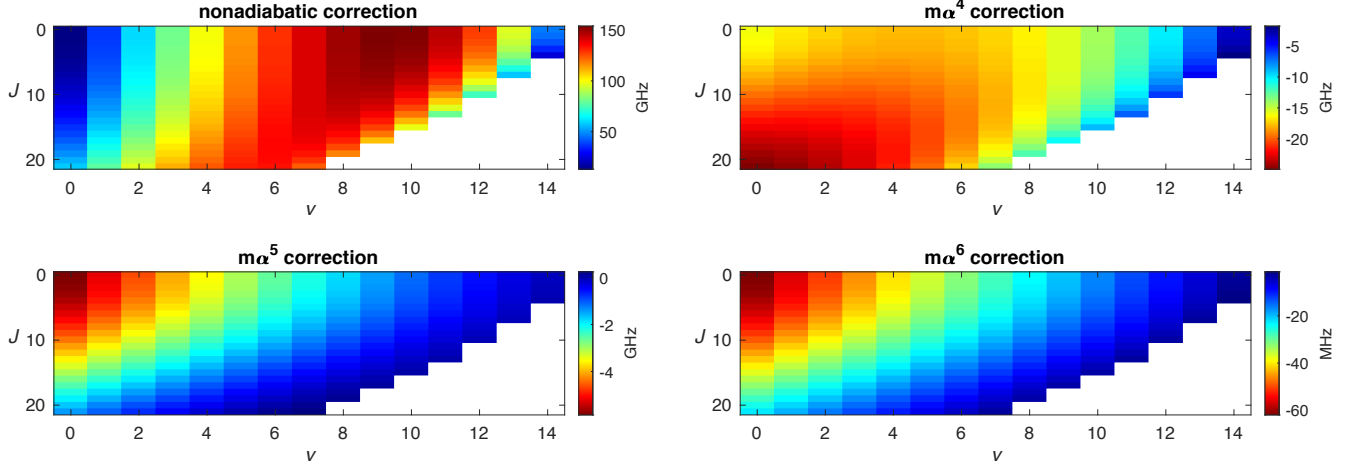 nonadiabatic correction
0
10
20
J
0 2 4 6 8 10 12 14
v
150
100
50
GHz
mα⁴ correction
0
10
20
J
0 2 4 6 8 10 12 14
v
-5
-10
-15
-20
GHz
mα⁵ correction
0
10
20
J
0 2 4 6 8 10 12 14
v
0
-2
-4
GHz
mα⁶ correction
0
10
20
J
0 2 4 6 8 10 12 14
v
-20
-40
-60
MHz